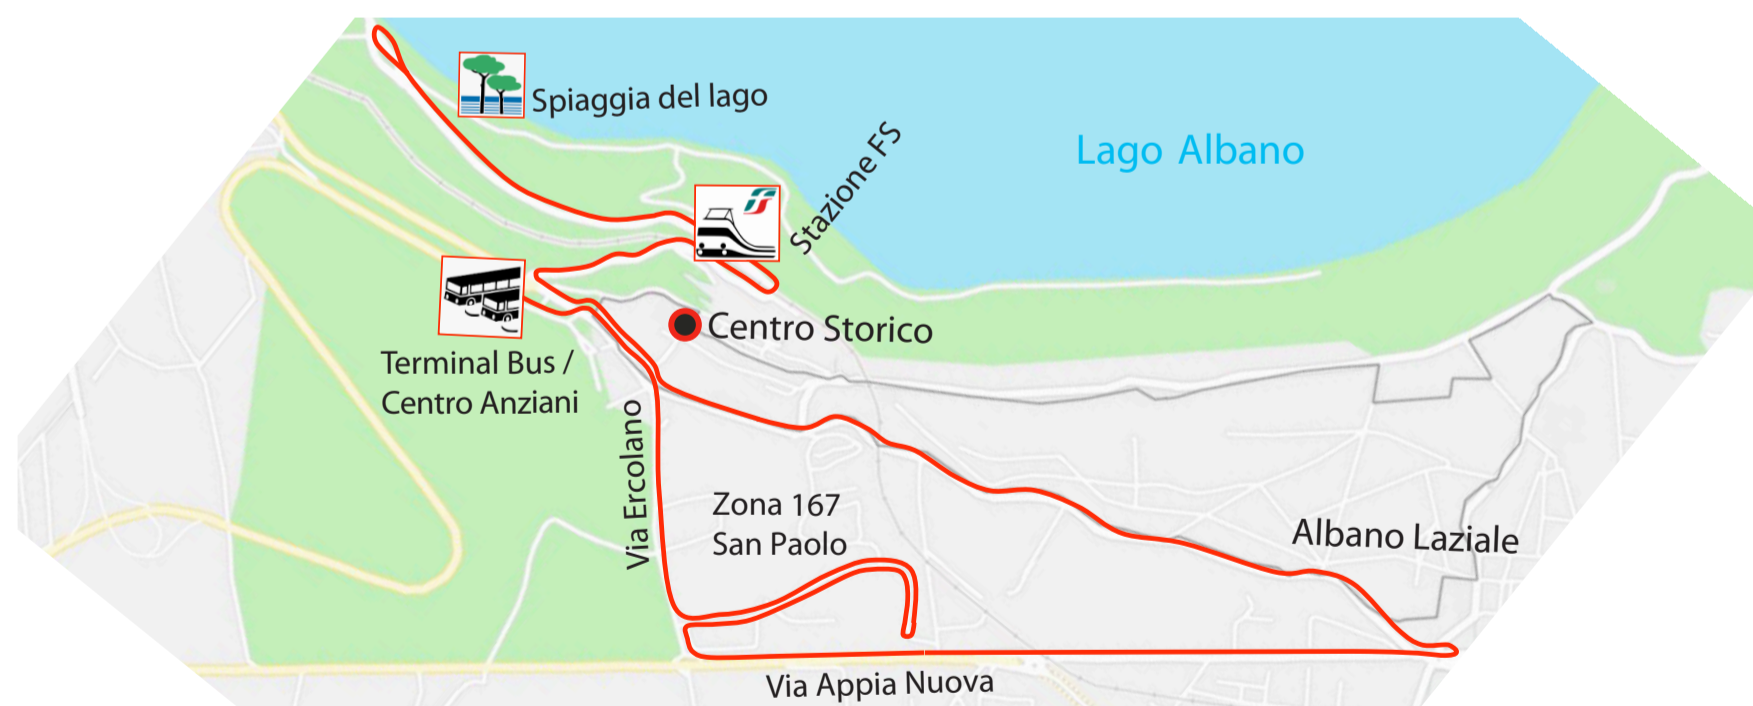 Spiaggia del lago
Stazione FS
Lago Albano
Centro Storico
Terminal Bus /
Centro Anziani
Via Ercolano
Zona 167
San Paolo
Albano Laziale
Via Appia Nuova